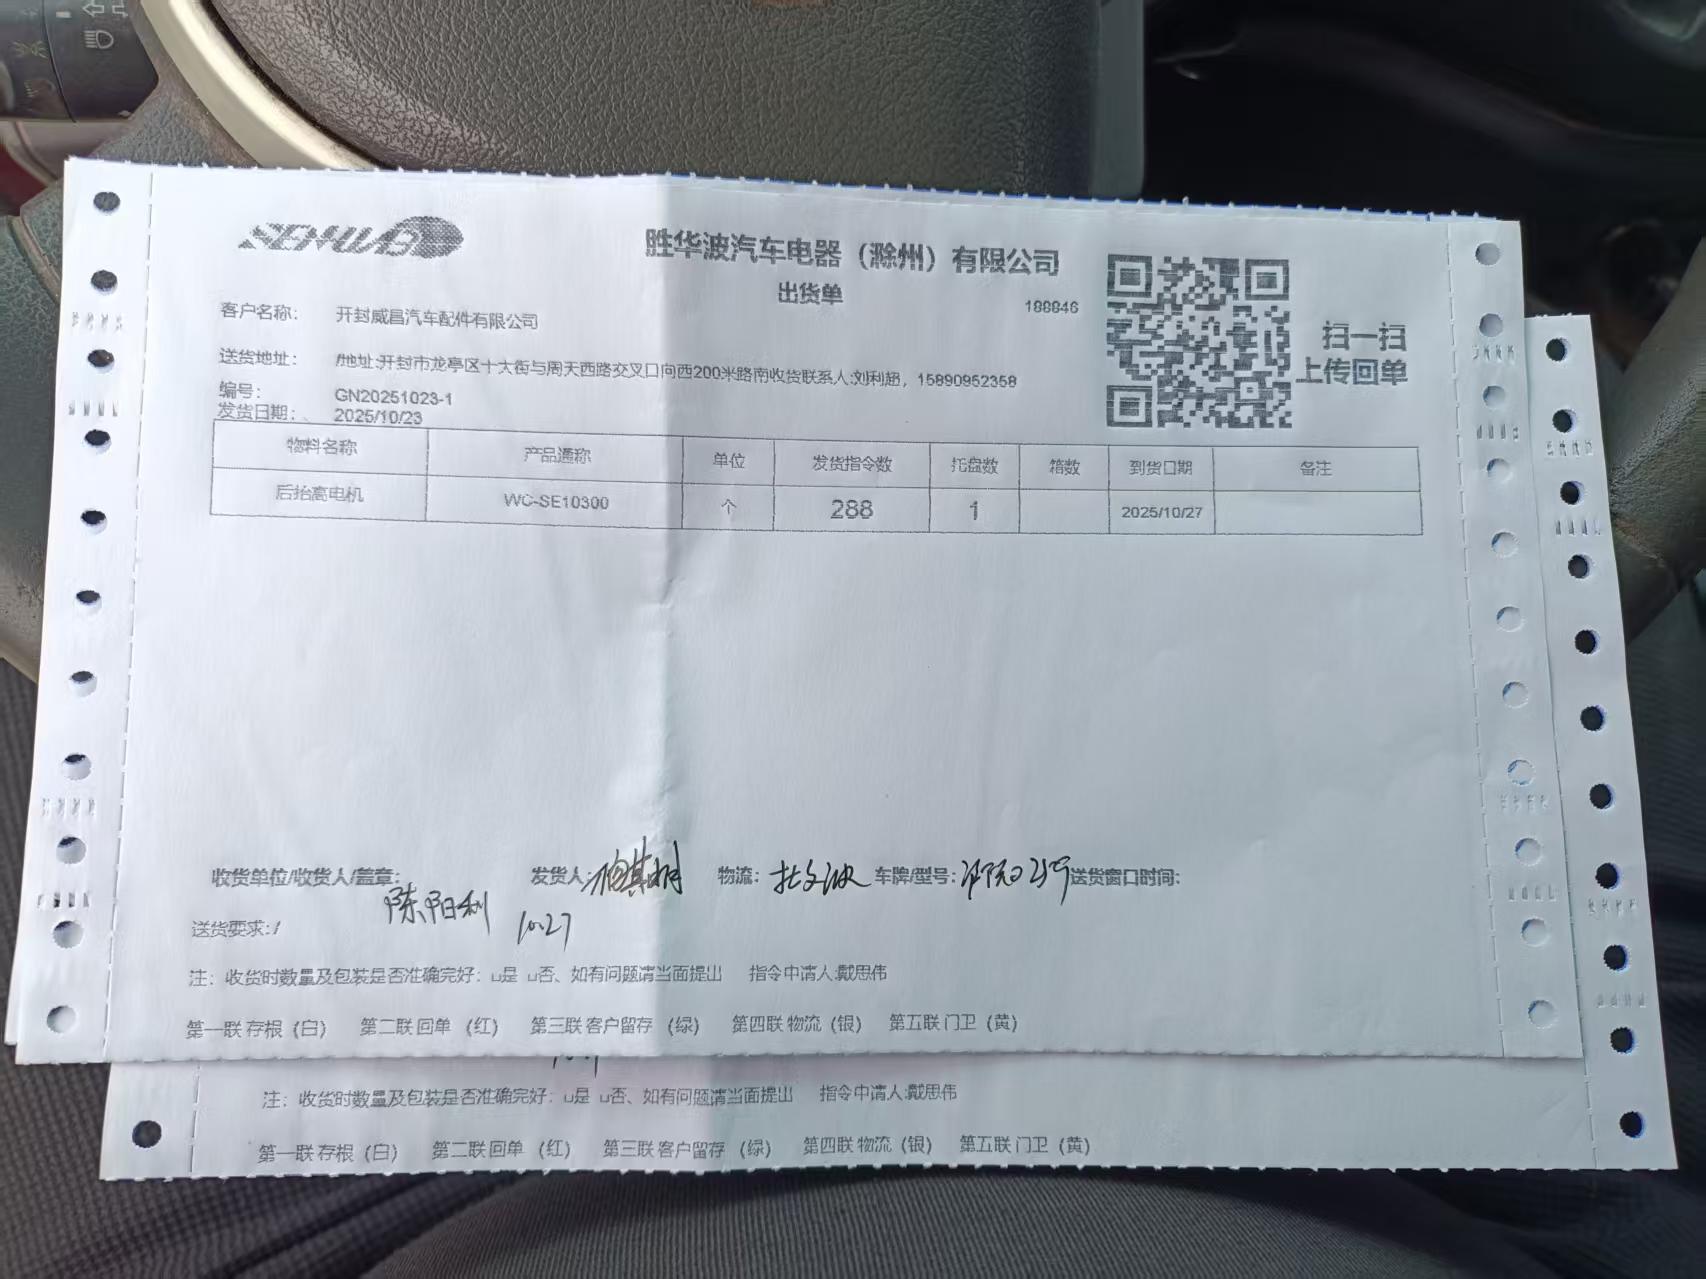 SENWAB
胜华波汽车电器（滁州）有限公司
出货单
188846
扫一扫
上传回单
客户名称： 开封威昌汽车配件有限公司
送货地址： /地址:开封市龙亭区十大街与周天西路交叉口向西200米路南收货联系人:刘利超，15890952358
编号： GN20251023-1
发货日期： 2025/10/23
物料名称 产品通称 单位 发货指令数 托盘数 箱数 到货日期 备注
后抬高电机 WC-SE10300 个 288 1 2025/10/27
收货单位/收货人/盖章： 发货人: 物流: 车牌/型号: 送货窗口时间:
陈阳利 10.27
送货要求:/
注：收货时数量及包装是否准确完好：□是 □否、如有问题请当面提出 指令申请人:戴思伟
第一联 存根（白） 第二联 回单 （红） 第三联 客户留存 （绿） 第四联 物流（银） 第五联 门卫（黄）
注：收货时数量及包装是否准确完好：□是 □否、如有问题请当面提出 指令申请人:戴思伟
第一联 存根（白） 第二联 回单 （红） 第三联 客户留存 （绿） 第四联 物流（银） 第五联 门卫（黄）